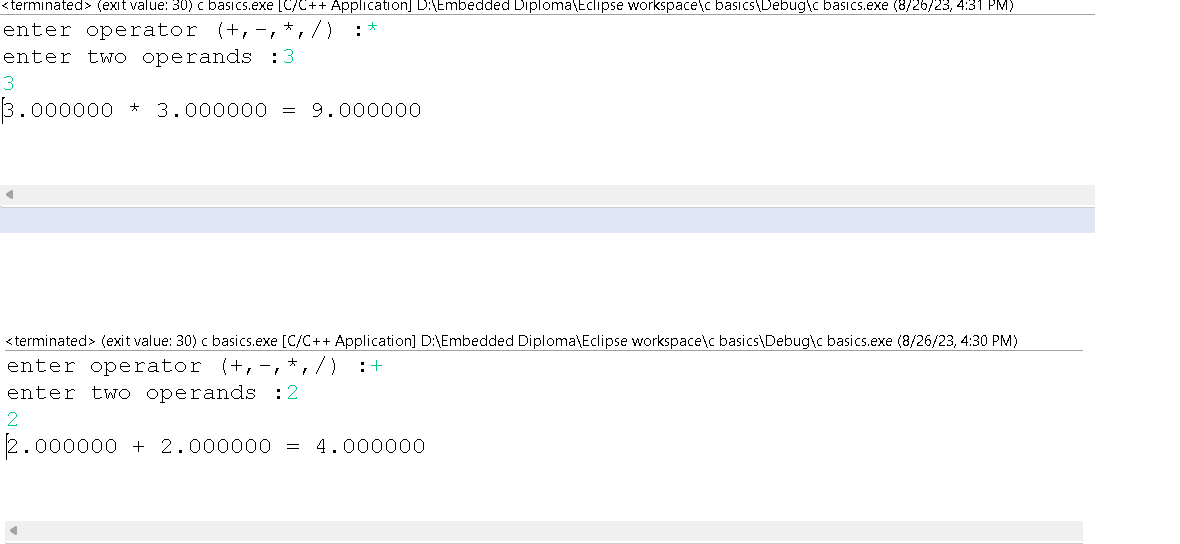 <terminated> (exit value: 30) c basics.exe [C/C++ Application] D:\Embedded Diploma\Eclipse workspace\c basics\Debug\c basics.exe (8/26/23, 4:31 PM)
enter operator (+,-,*,/) :*
enter two operands :3
3
3.000000 * 3.000000 = 9.000000
<terminated> (exit value: 30) c basics.exe [C/C++ Application] D:\Embedded Diploma\Eclipse workspace\c basics\Debug\c basics.exe (8/26/23, 4:30 PM)
enter operator (+,-,*,/) :+
enter two operands :2
2
2.000000 + 2.000000 = 4.000000